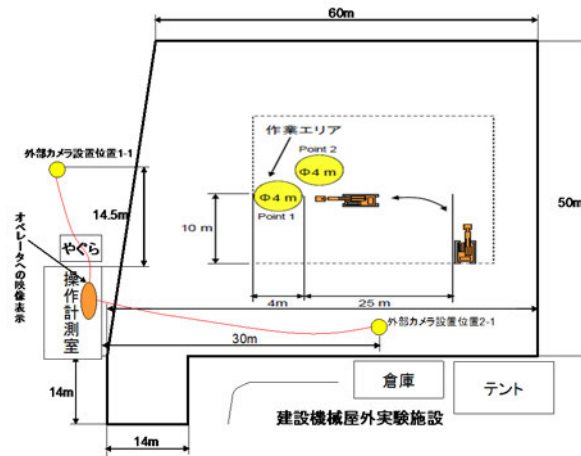 60m
作業エリア
Point 2
Φ4 m
外部カメラ設置位置1-1
Φ4 m
Point 1
50m
14.5m
10 m
やぐら
オペレータへの映像表示
操作計測室
4m
25 m
外部カメラ設置位置2-1
30m
倉庫
テント
14m
建設機械屋外実験施設
14m